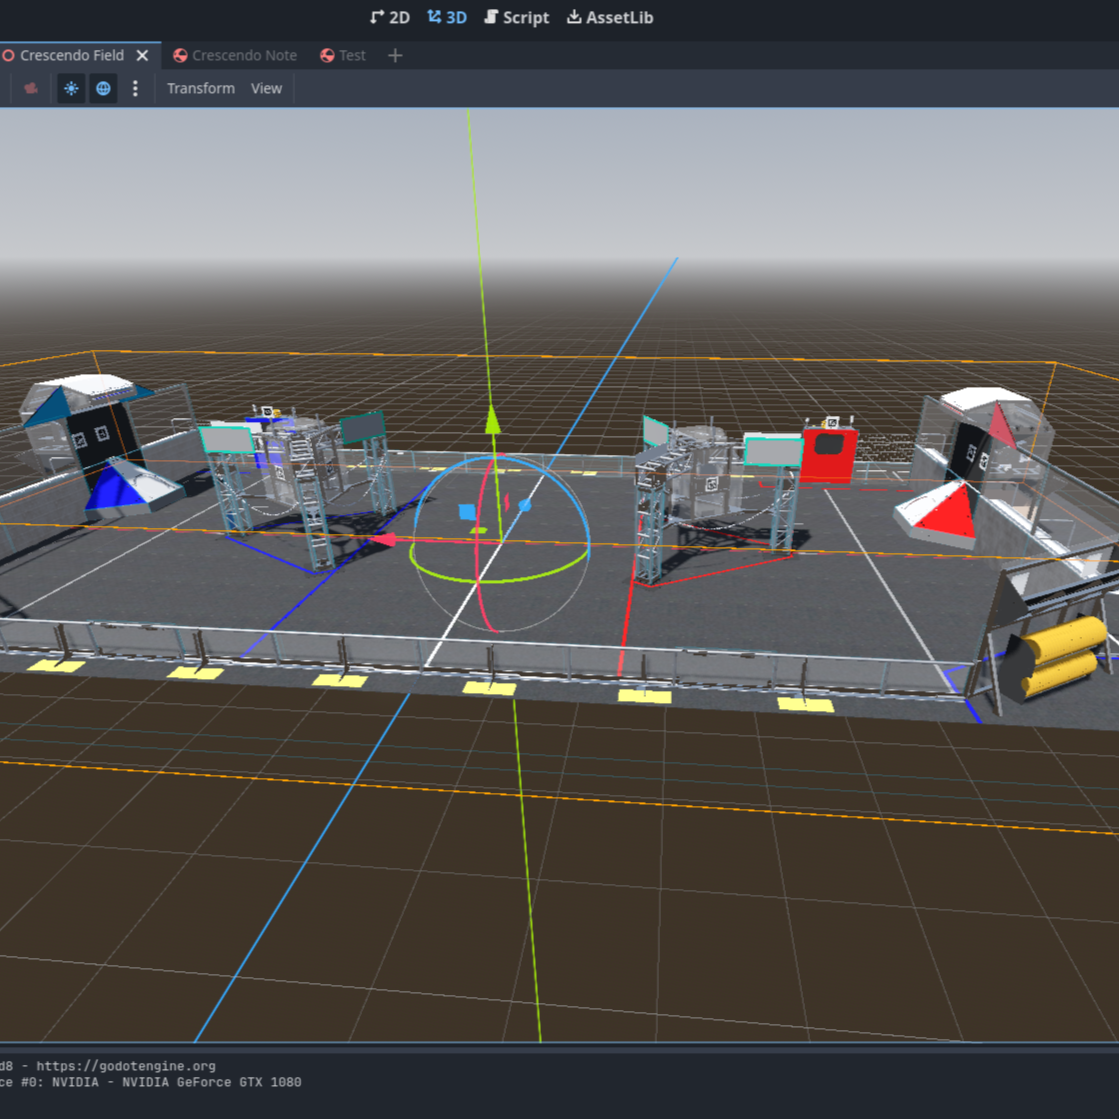 2D 3D Script AssetLib
Crescendo Field Crescendo Note Test
Transform View
d8 - https://godotengine.org
ce #0: NVIDIA - NVIDIA GeForce GTX 1080